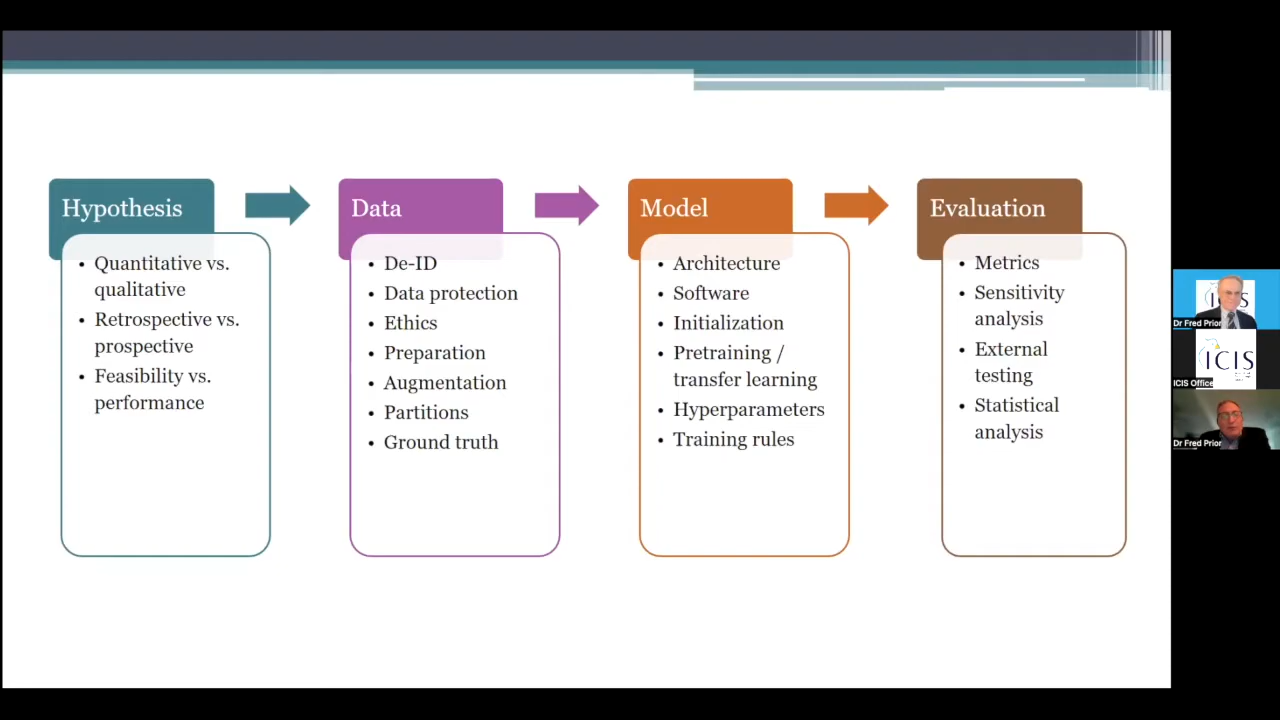 Hypothesis
• Quantitative vs.
qualitative
• Retrospective vs.
prospective
• Feasibility vs.
performance
Data
• De-ID
• Data protection
• Ethics
• Preparation
• Augmentation
• Partitions
• Ground truth
Model
• Architecture
• Software
• Initialization
• Pretraining /
transfer learning
• Hyperparameters
• Training rules
Evaluation
• Metrics
• Sensitivity
analysis
• External
testing
• Statistical
analysis
Dr Fred Prior
ICIS
ICIS Office
Dr Fred Prior